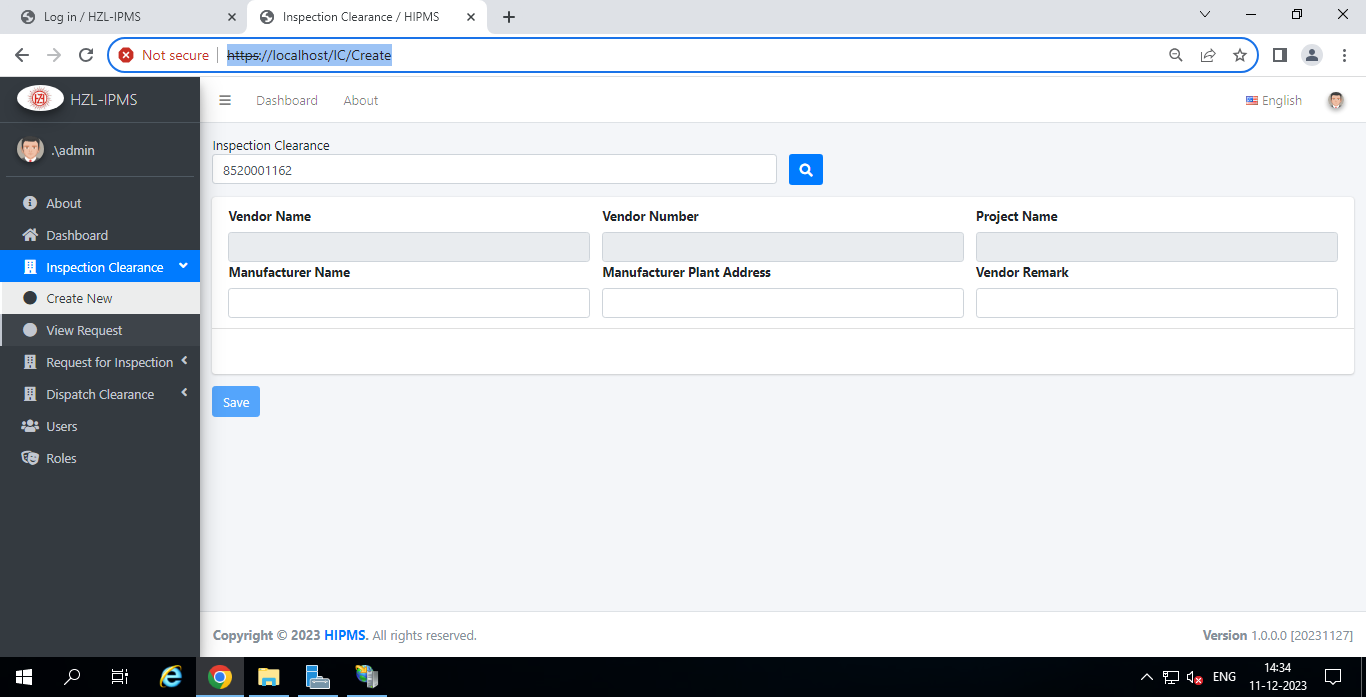 Log in / HZL-IPMS
Inspection Clearance / HIPMS
Not secure
https://localhost/IC/Create
HZL-IPMS
Dashboard
About
English
.\admin
About
Dashboard
Inspection Clearance
Create New
View Request
Request for Inspection
Dispatch Clearance
Users
Roles
Inspection Clearance
8520001162
Vendor Name
Vendor Number
Project Name
Manufacturer Name
Manufacturer Plant Address
Vendor Remark
Save
Copyright © 2023 HIPMS. All rights reserved.
Version 1.0.0.0 [20231127]
ENG
14:34
11-12-2023